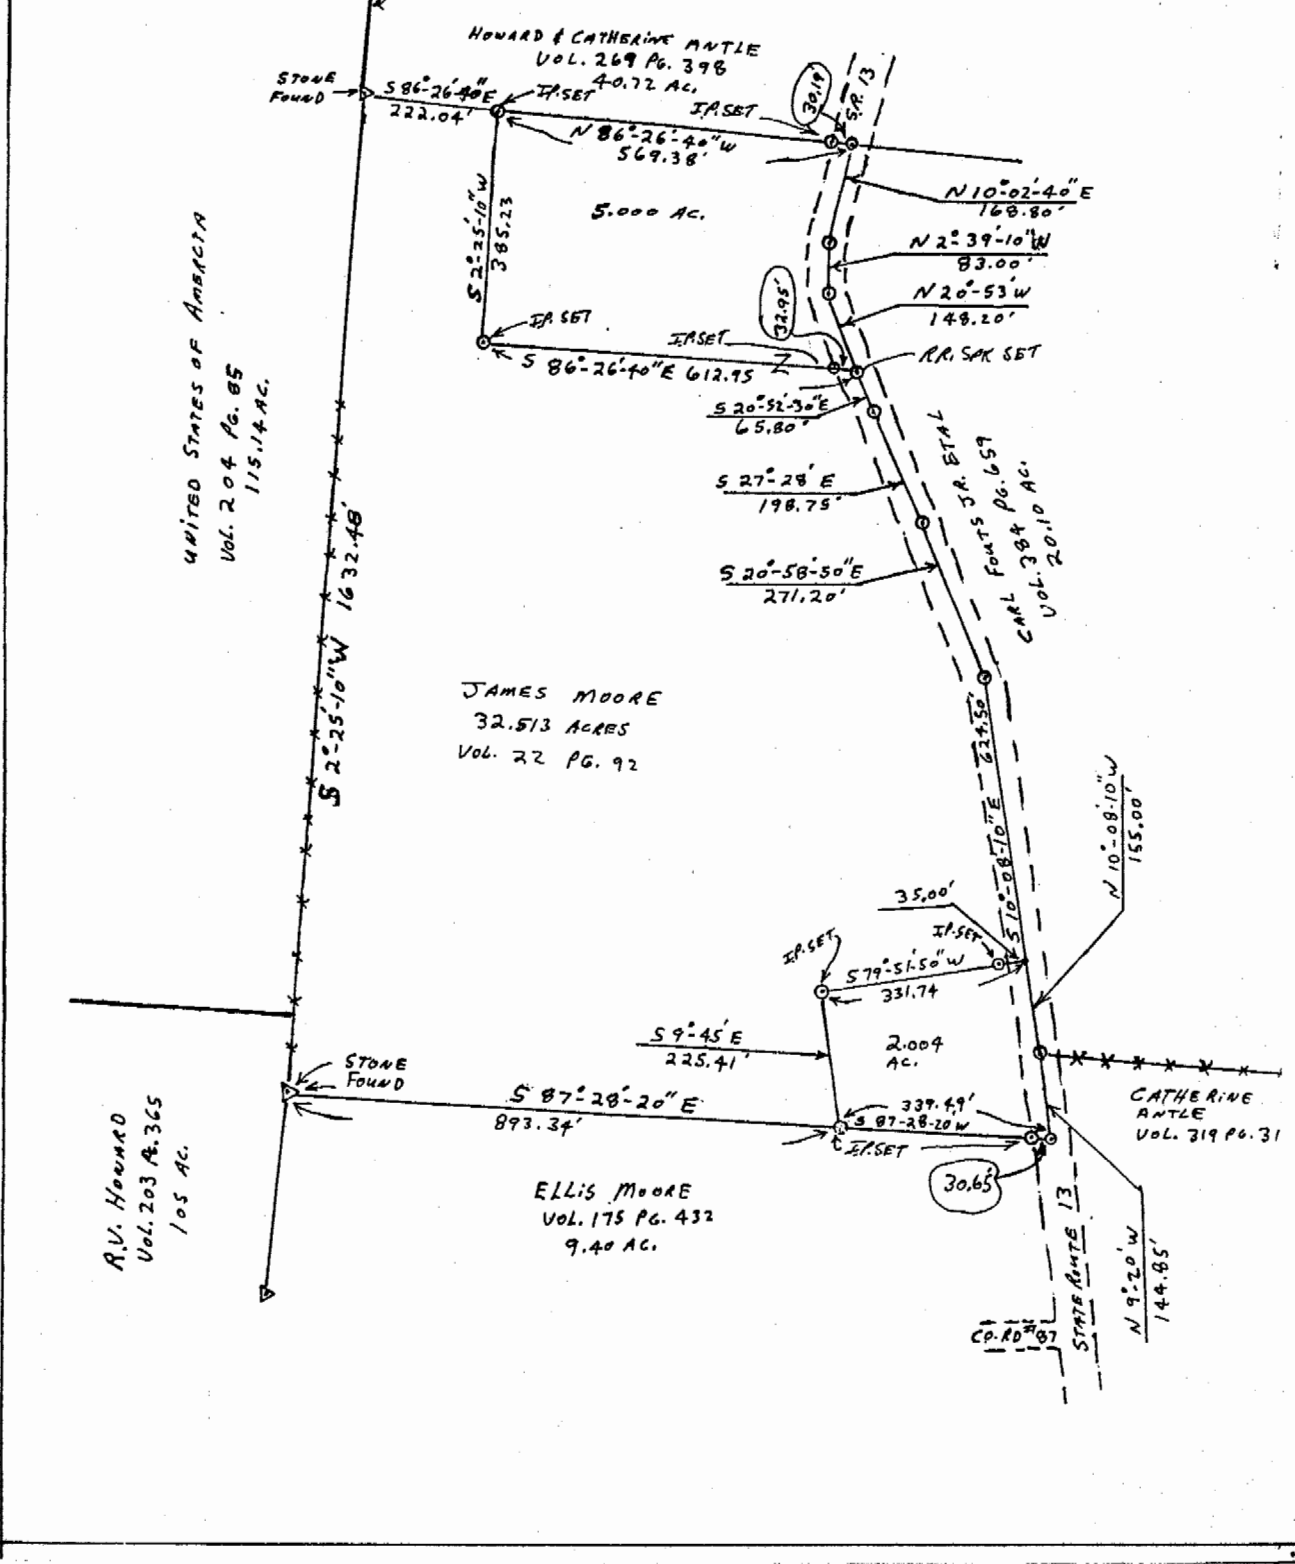 HOWARD & CATHERINE ANTLE
VOL. 269 PG. 398
40.72 AC.
STONE
FOUND
S 86°-26'-40" E
222.04'
I.P. SET
I.P. SET
30.19'
S.R. 13
N 86°-26'-40" W
569.38'
N 10°-02'-40" E
168.80'
S 2°-25'-10" W
385.23
5.000 AC.
N 2°-39'-10" W
83.00'
N 20°-53' W
148.20'
32.95'
I.P. SET
I.P. SET
R.R. SPK SET
S 86°-26'-40" E 612.95
S 20°-52'-30" E
65.80'
UNITED STATES OF AMERCIA
VOL. 204 PG. 85
115.14 AC.
S 27°-28' E
198.75'
CARL FOUTS JR. ETAL
VOL. 384 PG. 659
20.10 AC.
S 20°-58'-50" E
271.20'
S 2°-25'-10" W 1632.48'
JAMES MOORE
32.513 ACRES
VOL. 22 PG. 92
S 10°-08'-10" E 624.50'
N 10°-08'-10" W
155.00'
35.00'
I.P. SET
I.P. SET
S 79°-51'-50" W
331.74
S 9°-45' E
225.41'
2.004
AC.
STONE
FOUND
S 87°-28'-20" E
893.34'
339.49'
S 87-28-20 W
I.P. SET
30.65'
CATHERINE
ANTLE
VOL. 319 PG. 31
R.V. HOWARD
VOL. 203 PG. 365
105 AC.
ELLIS MOORE
VOL. 175 PG. 432
9.40 AC.
STATE ROUTE 13
N 9°-20' W
144.85'
CO. RD #87